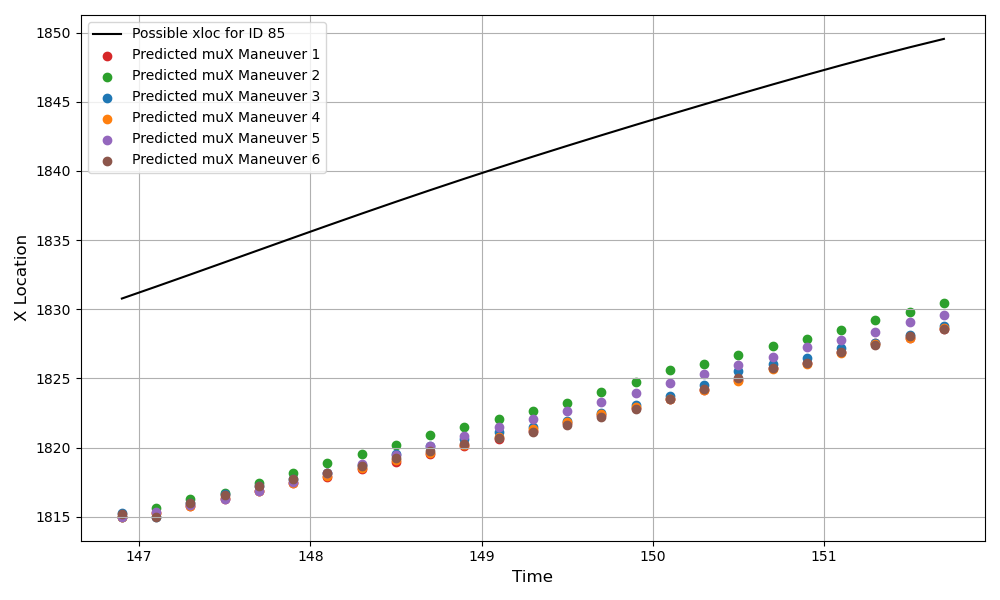 Possible xloc for ID 85
Predicted muX Maneuver 1
Predicted muX Maneuver 2
Predicted muX Maneuver 3
Predicted muX Maneuver 4
Predicted muX Maneuver 5
Predicted muX Maneuver 6
1850
1845
1840
1835
1830
1825
1820
1815
X Location
147 148 149 150 151
Time